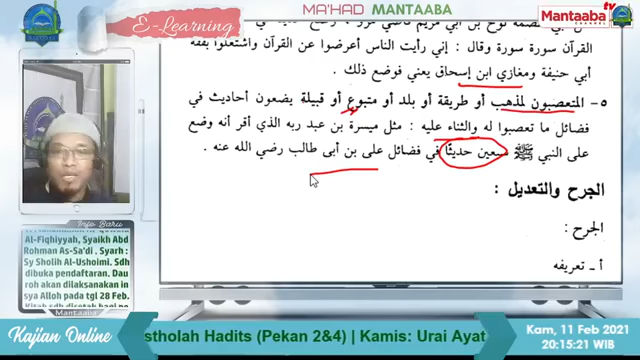 MA'HAD MANTAABA
E-Learning
Mantaaba tv
القرآن سورة سورة وقال : إني رأيت الناس أعرضوا عن القرآن واشتغلوا بفقه
أبي حنيفة ومغازي ابن إسحاق يعني فوضع ذلك .
٥- المتعصبون لمذهب أو طريقة أو بلد أو متبوع أو قبيلة يضعون أحاديث في
فضائل ما تعصبوا له والثناء عليه : مثل ميسرة بن عبد ربه الذي أقر أنه وضع
على النبي ﷺ سبعين حديثًا في فضائل على بن أبى طالب رضي الله عنه .
الجرح والتعديل :
الجرح :
أ - تعريفه
Info Baru
Al-Fiqhiyyah, Syaikh Abd
Rohman As-Sa'di . Syarh :
Sy Sholih Al-Ushoimi. Sdh
dibuka pendaftaran. Dau
roh akan dilaksanakan in
sya Alloh pada tgl 28 Feb.
Kajian Online
stholah Hadits (Pekan 2&4) | Kamis: Urai Ayat
Kam, 11 Feb 2021
20:15:21 WIB